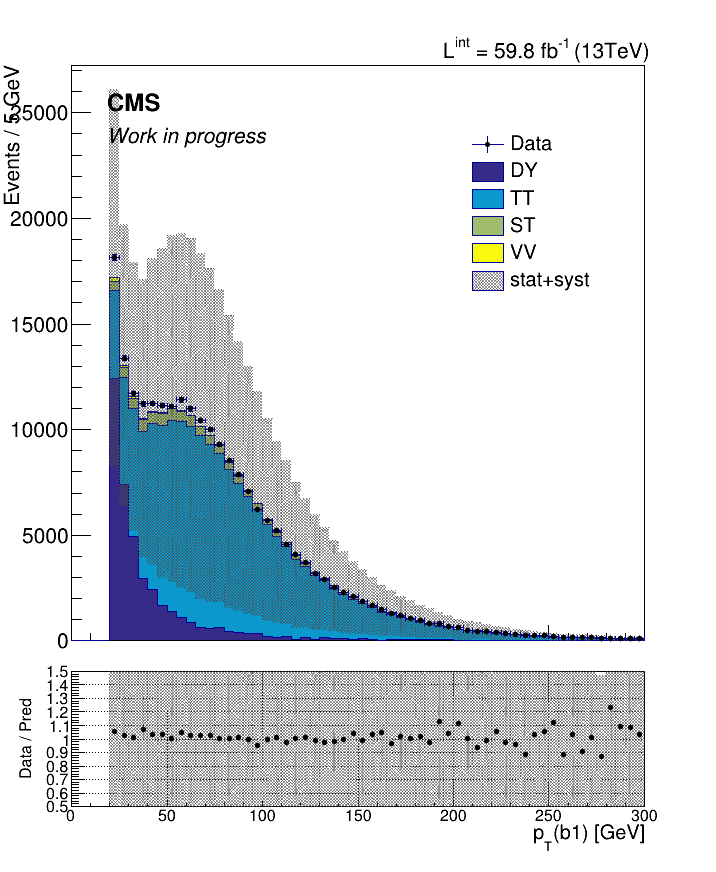 L^int = 59.8 fb^-1 (13TeV)
Events / 5 GeV
CMS
Work in progress
Data
DY
TT
ST
VV
stat+syst
25000
20000
15000
10000
5000
0
Data / Pred
1.5
1.4
1.3
1.2
1.1
1
0.9
0.8
0.7
0.6
0.5
0 50 100 150 200 250 300
p_T(b1) [GeV]